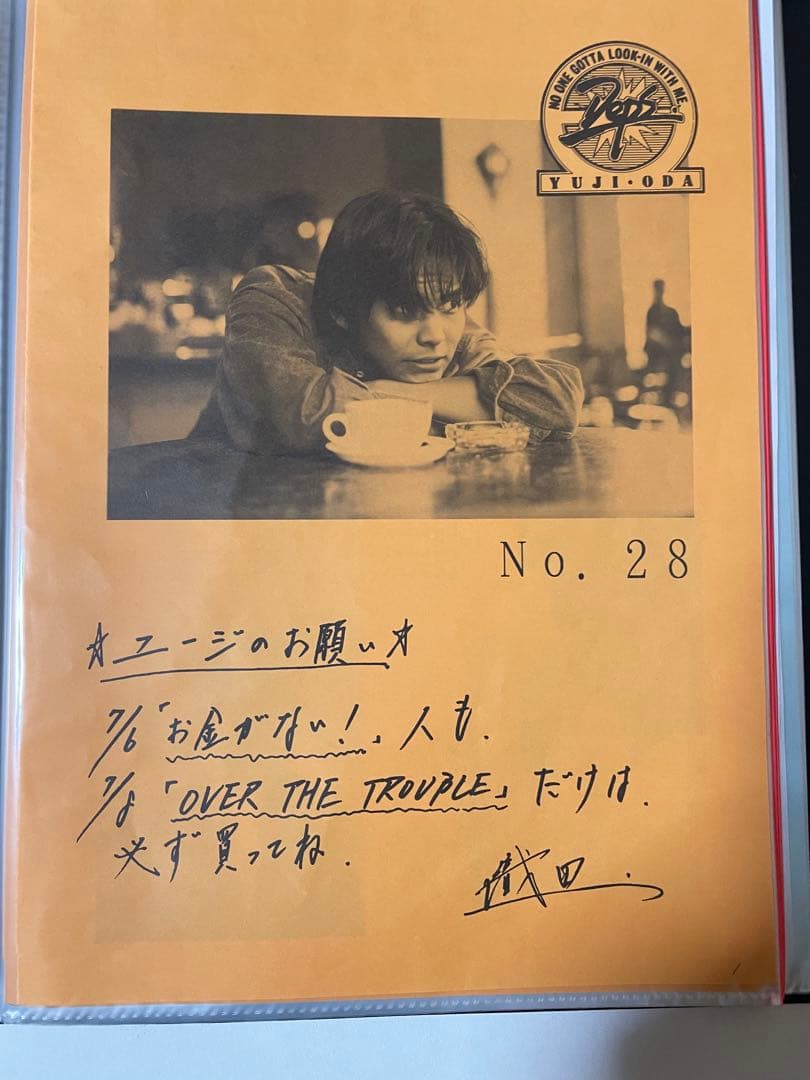 NO ONE GOTTA LOOK-IN WITH ME.
YUJI・ODA
No. 28
☆ユージのお願い☆
7/6「お金がない!」人も.
7/8「OVER THE TROUBLE」だけは.
必ず買ってね.
織田.